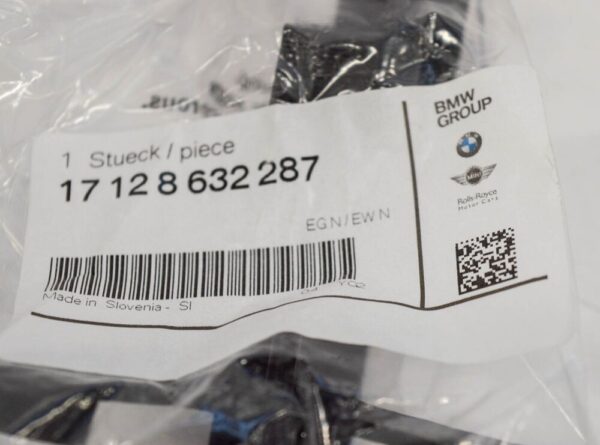 1 Stueck / piece
17 12 8 632 287
EGN/EWN
Made in Slovenia - SI
BMW
GROUP
MINI
Rolls-Royce
Motor Cars